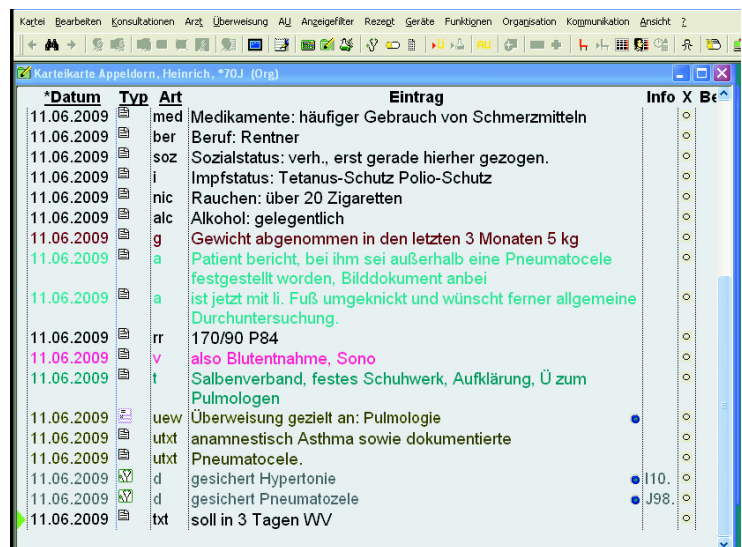 Kartei Bearbeiten Konsultationen Arzt Überweisung AU Anzeigefilter Rezept Geräte Funktionen Organisation Kommunikation Ansicht ?
Karteikarte Appeldorn, Heinrich, *70J (Org)
*Datum Typ Art Eintrag Info X Be
11.06.2009 med Medikamente: häufiger Gebrauch von Schmerzmitteln
11.06.2009 ber Beruf: Rentner
11.06.2009 soz Sozialstatus: verh., erst gerade hierher gezogen.
11.06.2009 i Impfstatus: Tetanus-Schutz Polio-Schutz
11.06.2009 nic Rauchen: über 20 Zigaretten
11.06.2009 alc Alkohol: gelegentlich
11.06.2009 g Gewicht abgenommen in den letzten 3 Monaten 5 kg
11.06.2009 a Patient bericht, bei ihm sei außerhalb eine Pneumatocele
festgestellt worden, Bilddokument anbei
11.06.2009 a ist jetzt mit li. Fuß umgeknickt und wünscht ferner allgemeine
Durchuntersuchung.
11.06.2009 rr 170/90 P84
11.06.2009 v also Blutentnahme, Sono
11.06.2009 t Salbenverband, festes Schuhwerk, Aufklärung, Ü zum
Pulmologen
11.06.2009 uew Überweisung gezielt an: Pulmologie
11.06.2009 utxt anamnestisch Asthma sowie dokumentierte
11.06.2009 utxt Pneumatocele.
11.06.2009 d gesichert Hypertonie I10.
11.06.2009 d gesichert Pneumatozele J98.
11.06.2009 txt soll in 3 Tagen WV